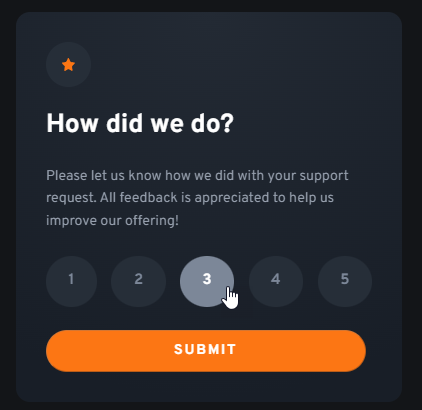 How did we do?
Please let us know how we did with your support
request. All feedback is appreciated to help us
improve our offering!
1 2 3 4 5
SUBMIT